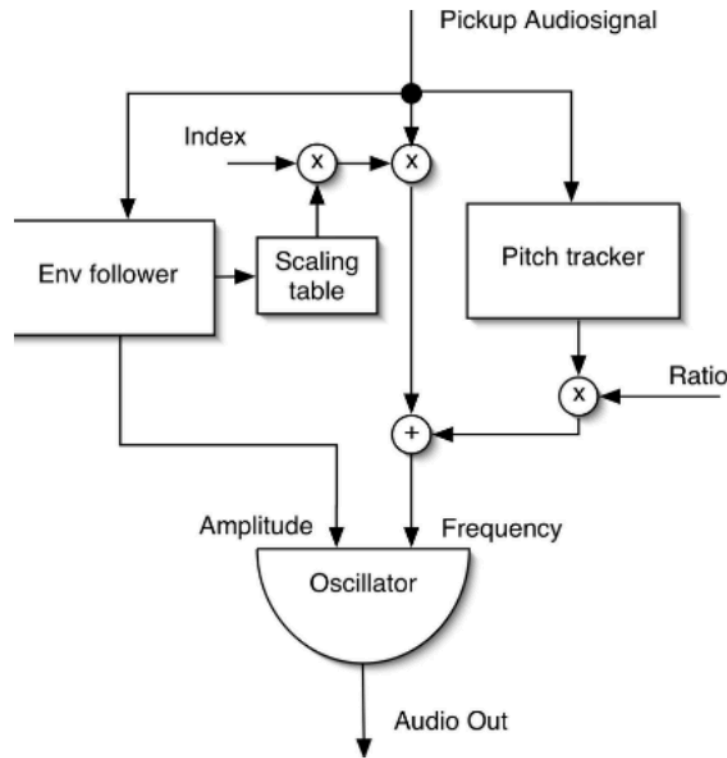 Pickup Audiosignal
Index
x
x
Env follower
Scaling
table
Pitch tracker
x
Ratio
+
Amplitude
Frequency
Oscillator
Audio Out